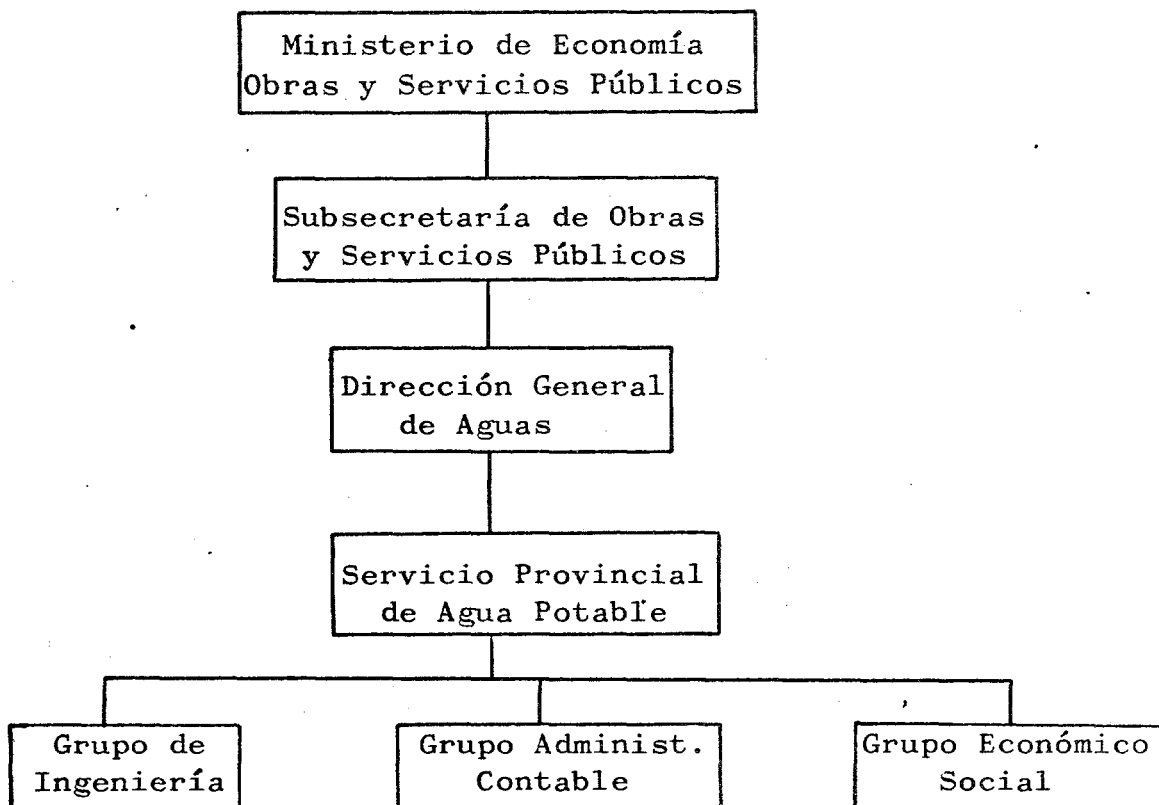 Ministerio de Economía
Obras y Servicios Públicos
Subsecretaría de Obras
y Servicios Públicos
Dirección General
de Aguas
Servicio Provincial
de Agua Potable
Grupo de
Ingeniería
Grupo Administ.
Contable
Grupo Económico
Social